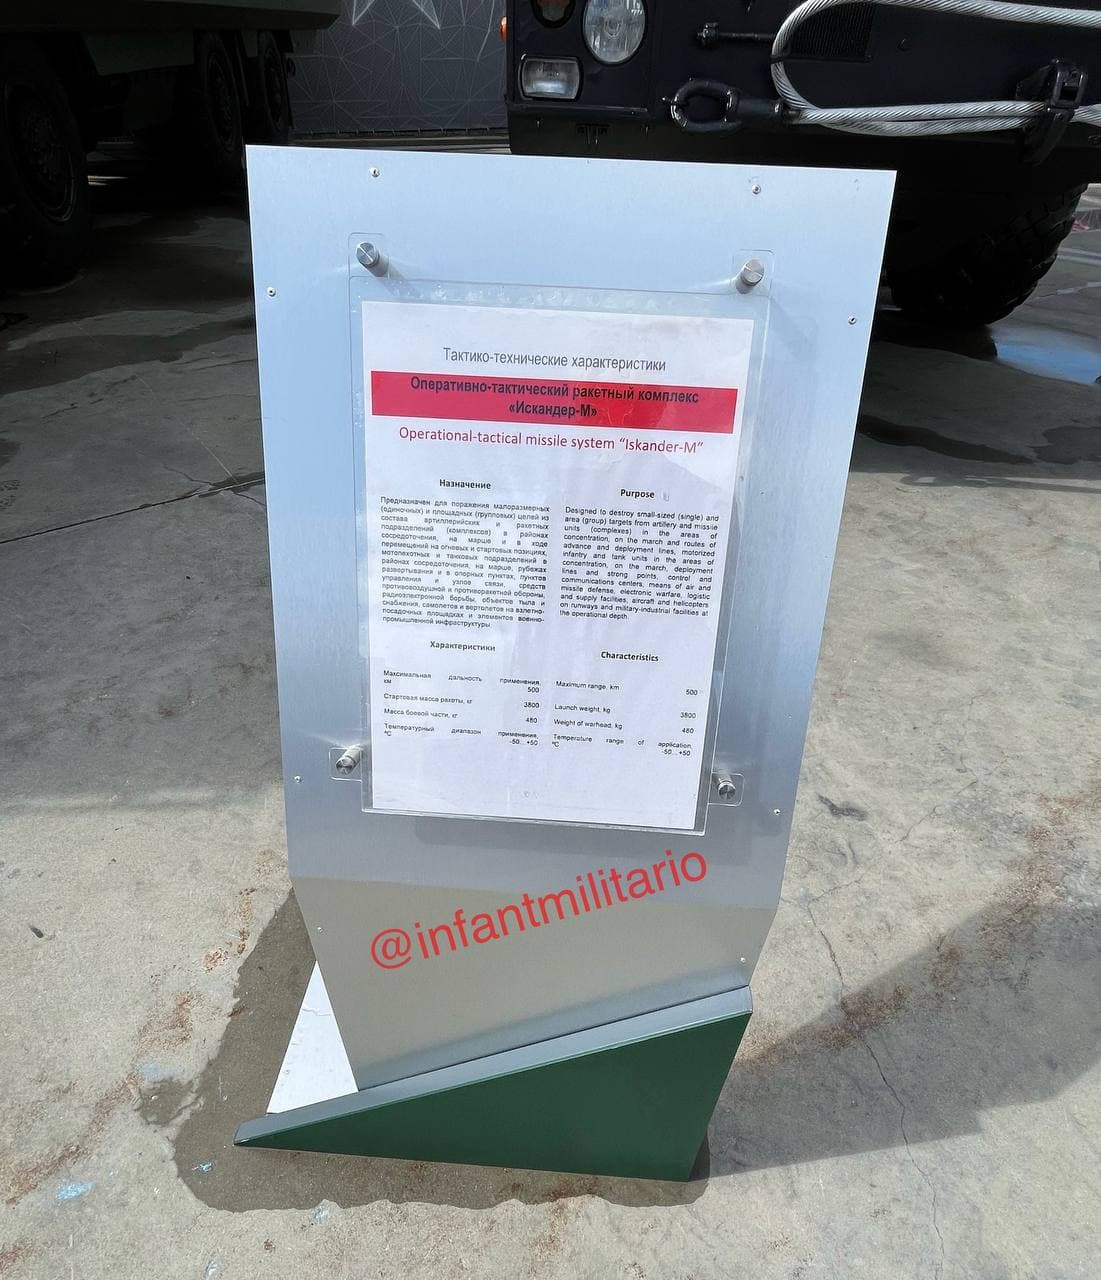 Тактико-технические характеристики
Оперативно-тактический ракетный комплекс
«Искандер-М»
Operational-tactical missile system “Iskander-M”
Назначение
Предназначен для поражения малоразмерных
(одиночных) и площадных (групповых) целей из
состава артиллерийских и ракетных
подразделений (комплексов) в районах
сосредоточения, на марше и в ходе
перемещений на огневых и стартовых позициях,
мотопехотных и танковых подразделений в
районах сосредоточения, на марше, рубежах
развертывания и в опорных пунктах, пунктов
управления и узлов связи, средств
противовоздушной и противоракетной обороны,
радиоэлектронной борьбы, объектов тыла и
снабжения, самолетов и вертолетов на взлетно-
посадочных площадках и элементов военно-
промышленной инфраструктуры
Характеристики
Максимальная дальность применения,
км 500
Стартовая масса ракеты, кг 3800
Масса боевой части, кг 480
Температурный диапазон применения,
°С -50...+50
Purpose
Designed to destroy small-sized (single) and
area (group) targets from artillery and missile
units (complexes) in the areas of
concentration, on the march and routes of
advance and deployment lines, motorized
infantry and tank units in the areas of
concentration, on the march, deployment
lines and strong points, control and
communications centers, means of air and
missile defense, electronic warfare, logistic
and supply facilities, aircraft and helicopters
on runways and military-industrial facilities at
the operational depth.
Characteristics
Maximum range, km 500
Launch weight, kg 3800
Weight of warhead, kg 480
Temperature range of application,
°C -50...+50
@infantmilitario